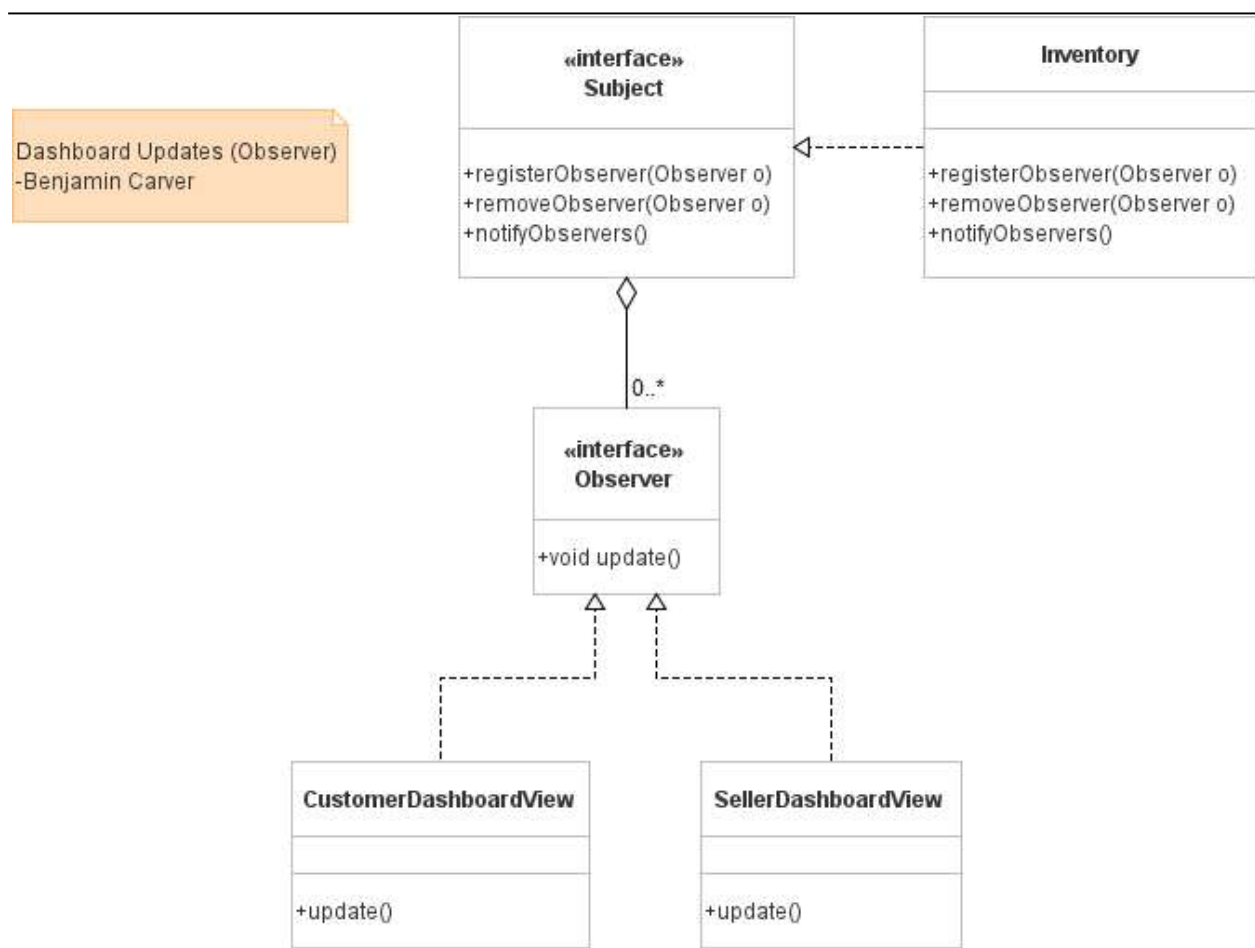 «interface»
Subject
+registerObserver(Observer o)
+removeObserver(Observer o)
+notifyObservers()
Inventory
+registerObserver(Observer o)
+removeObserver(Observer o)
+notifyObservers()
Dashboard Updates (Observer)
-Benjamin Carver
0..*
«interface»
Observer
+void update()
CustomerDashboardView
+update()
SellerDashboardView
+update()